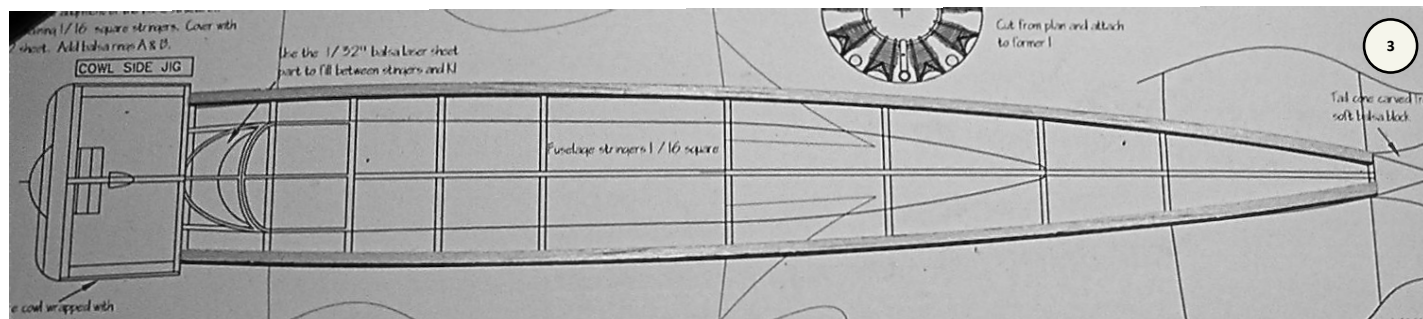 1/16 square stringers. Cover with
sheet. Add balsa rings A & B.
COWL SIDE JIG
Use the 1/32" balsa laser sheet
part to fill between stingers and N
Cut from plan and attach
to former 1
3
Tail cone carved
soft balsa block
Fuselage stringers 1/16 square
cowl wrapped with